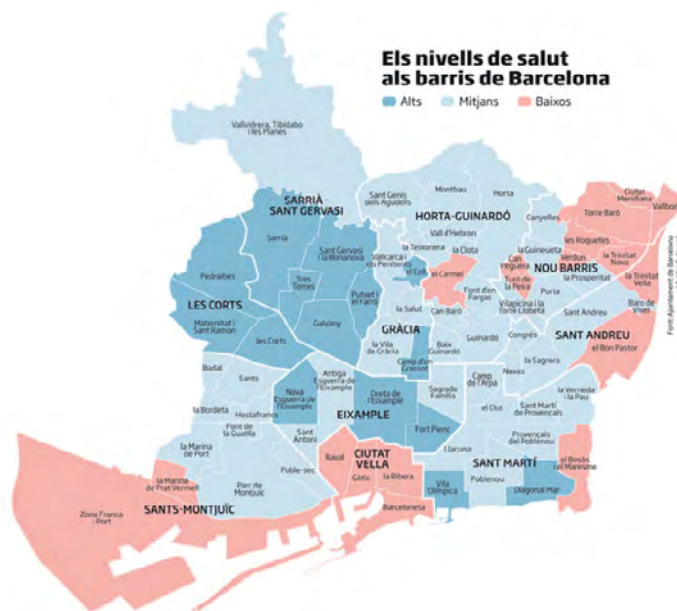 Els nivells de salut
als barris de Barcelona
Alts
Mitjans
Baixos
Vallvidrera, Tibidabo
i les Planes
SARRIÀ
SANT GERVASI
Sarria
Sant Gervasi
i la Bonanova
Pedralbes
Tres
Torres
Putxet i
el Farró
LES CORTS
Maternitat i
Sant Ramon
Galvany
les Corts
Sant Genís
dels Agudells
Montbau
Horta
HORTA-GUINARDÓ
Vall d'Hebron
la Teixonera
la Clota
Vallcarca i
els Penitents
el Coll
el Carmel
Can Baró
Font d'en
Fargas
Guinardó
Baix
Guinardó
la Salut
GRÀCIA
la Vila
de Gràcia
Camp d'en
Grassot
Canyelles
Ciutat
Meridiana
Torre Baró
Vallbona
les Roquetes
la Guineueta
Can
Peguera
Verdun
la Trinitat
Nova
NOU BARRIS
Turó de
la Peira
la Prosperitat
la Trinitat
Vella
Porta
Vilapicina i la
Torre Llobeta
Sant Andreu
Baró de
Viver
Congrés
SANT ANDREU
el Bon Pastor
Navas
la Sagrera
Badal
Sants
la Bordeta
Hostafrancs
Font de
la Guatlla
la Marina
de Port
la Marina
de Prat Vermell
Zona Franca
- Port
SANTS-MONTJUÏC
Parc de
Montjuïc
Poble-sec
Antiga
Esquerra de
l'Eixample
Nova
Esquerra de
l'Eixample
Dreta de
l'Eixample
Sagrada
Família
EIXAMPLE
Sant
Antoni
Fort Pienc
CIUTAT
VELLA
Raval
Gòtic
la Ribera
Barceloneta
Camp de
l'Arpa
la Verneda
i la Pau
el Clot
Sant Martí
de Provençals
Provençals
del Poblenou
Llacuna
SANT MARTÍ
el Besòs
i el Maresme
Vila
Olímpica
Poblenou
Diagonal Mar
Font: Ajuntament de Barcelona